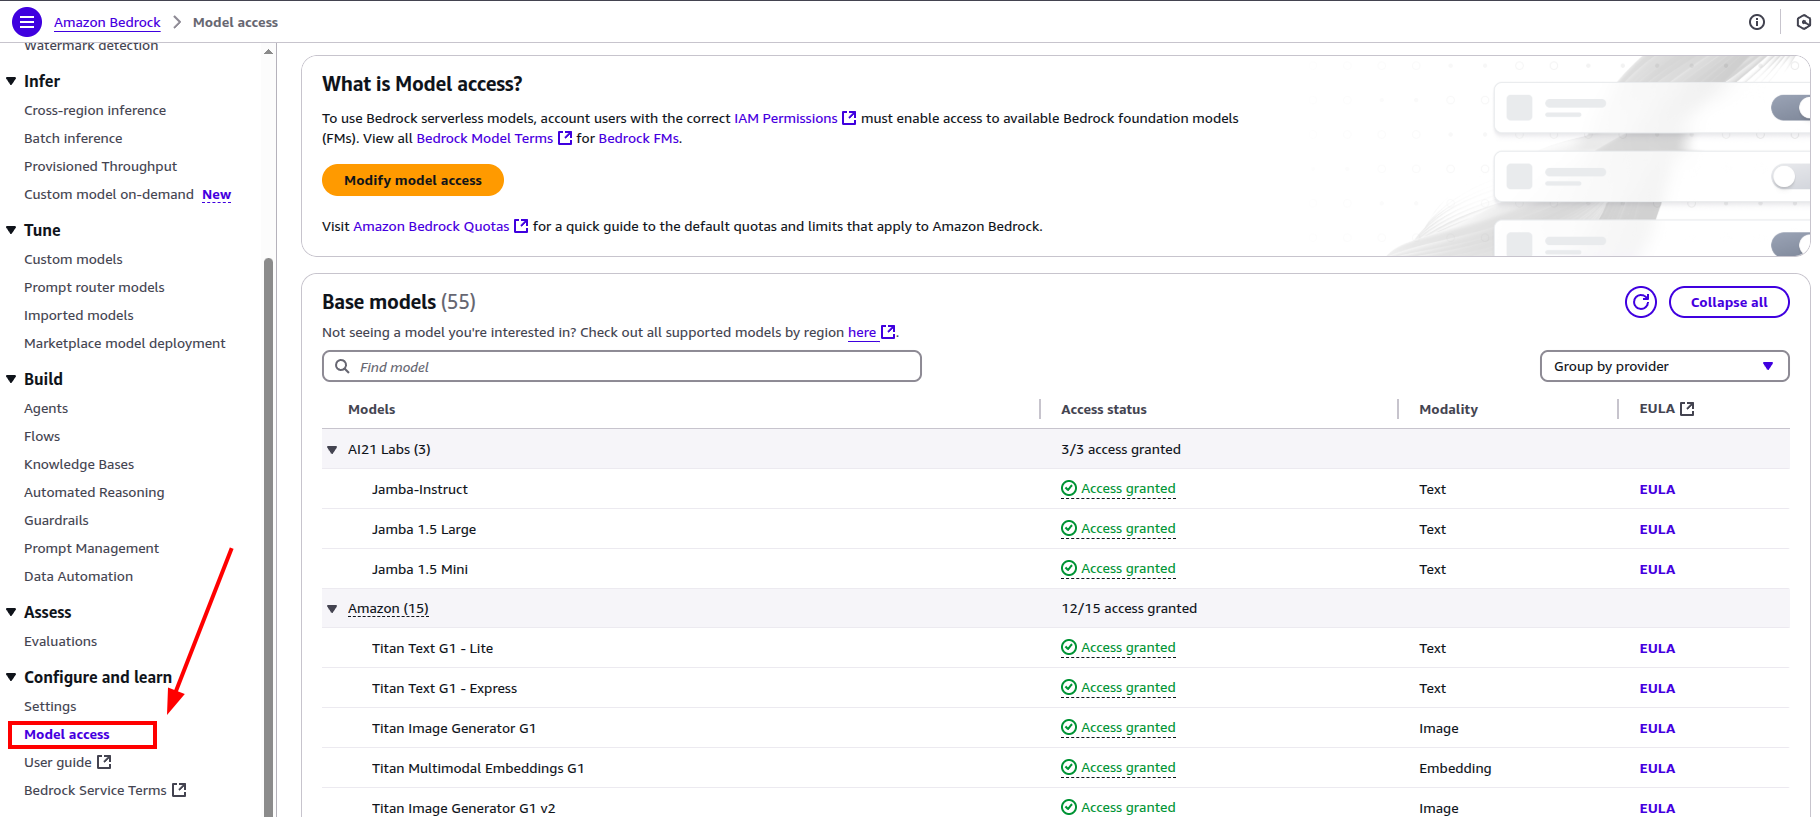 Amazon Bedrock > Model access
Watermark detection
Infer
Cross-region inference
Batch inference
Provisioned Throughput
Custom model on-demand New
Tune
Custom models
Prompt router models
Imported models
Marketplace model deployment
Build
Agents
Flows
Knowledge Bases
Automated Reasoning
Guardrails
Prompt Management
Data Automation
Assess
Evaluations
Configure and learn
Settings
Model access
User guide
Bedrock Service Terms
What is Model access?
To use Bedrock serverless models, account users with the correct IAM Permissions must enable access to available Bedrock foundation models
(FMs). View all Bedrock Model Terms for Bedrock FMs.
Modify model access
Visit Amazon Bedrock Quotas for a quick guide to the default quotas and limits that apply to Amazon Bedrock.
Base models (55)
Collapse all
Not seeing a model you're interested in? Check out all supported models by region here.
Find model
Group by provider
Models Access status Modality EULA
AI21 Labs (3) 3/3 access granted
Jamba-Instruct Access granted Text EULA
Jamba 1.5 Large Access granted Text EULA
Jamba 1.5 Mini Access granted Text EULA
Amazon (15) 12/15 access granted
Titan Text G1 - Lite Access granted Text EULA
Titan Text G1 - Express Access granted Text EULA
Titan Image Generator G1 Access granted Image EULA
Titan Multimodal Embeddings G1 Access granted Embedding EULA
Titan Image Generator G1 v2 Access granted Image EULA